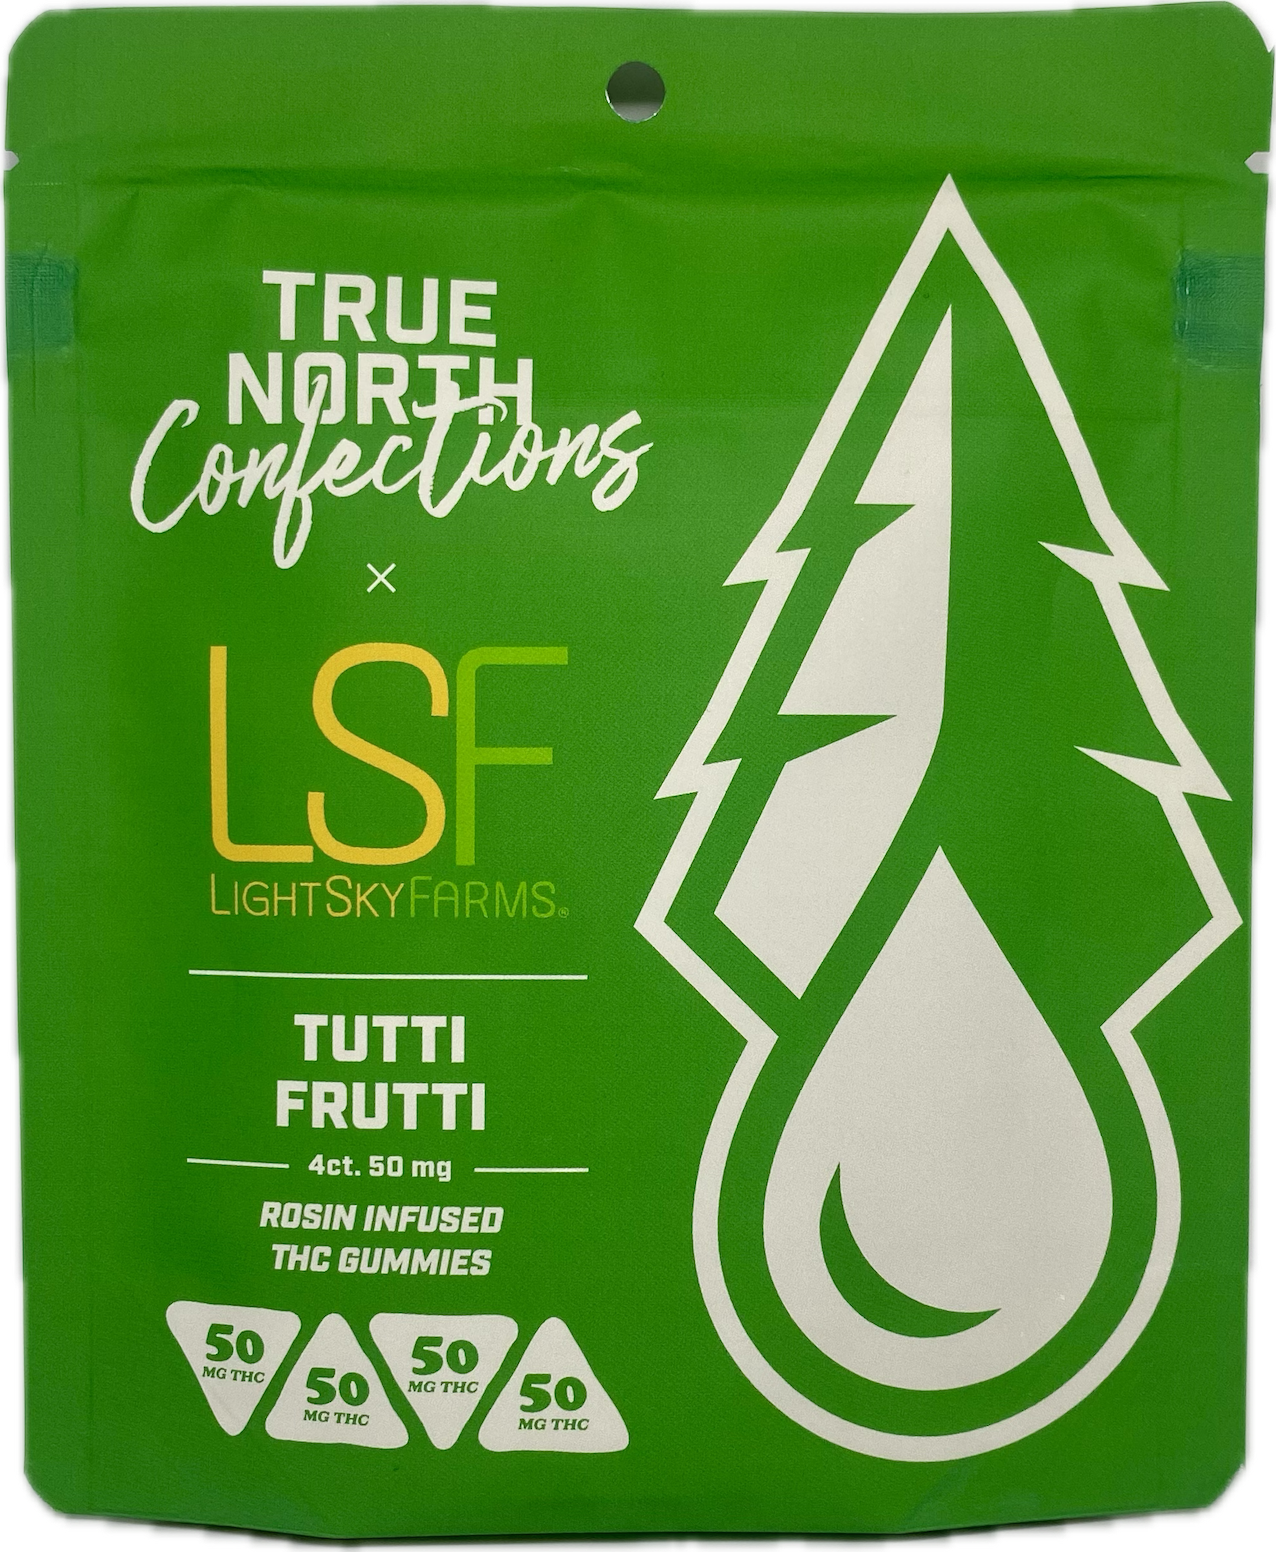 TRUE
NORTH
Confections
×
LSF
LIGHTSKYFARMS®
TUTTI
FRUTTI
4ct. 50 mg
ROSIN INFUSED
THC GUMMIES
50
MG THC
50
MG THC
50
MG THC
50
MG THC